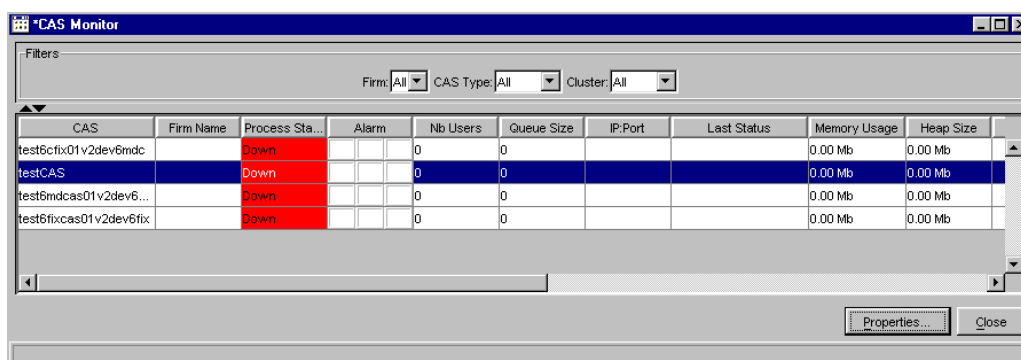 *CAS Monitor
Filters
Firm: All CAS Type: All Cluster: All
CAS Firm Name Process Sta... Alarm Nb Users Queue Size IP:Port Last Status Memory Usage Heap Size
test6cfix01v2dev6mdc Down 0 0 0.00 Mb 0.00 Mb
testCAS Down 0 0 0.00 Mb 0.00 Mb
test6mdcas01v2dev6... Down 0 0 0.00 Mb 0.00 Mb
test6fixcas01v2dev6fix Down 0 0 0.00 Mb 0.00 Mb
Properties... Close